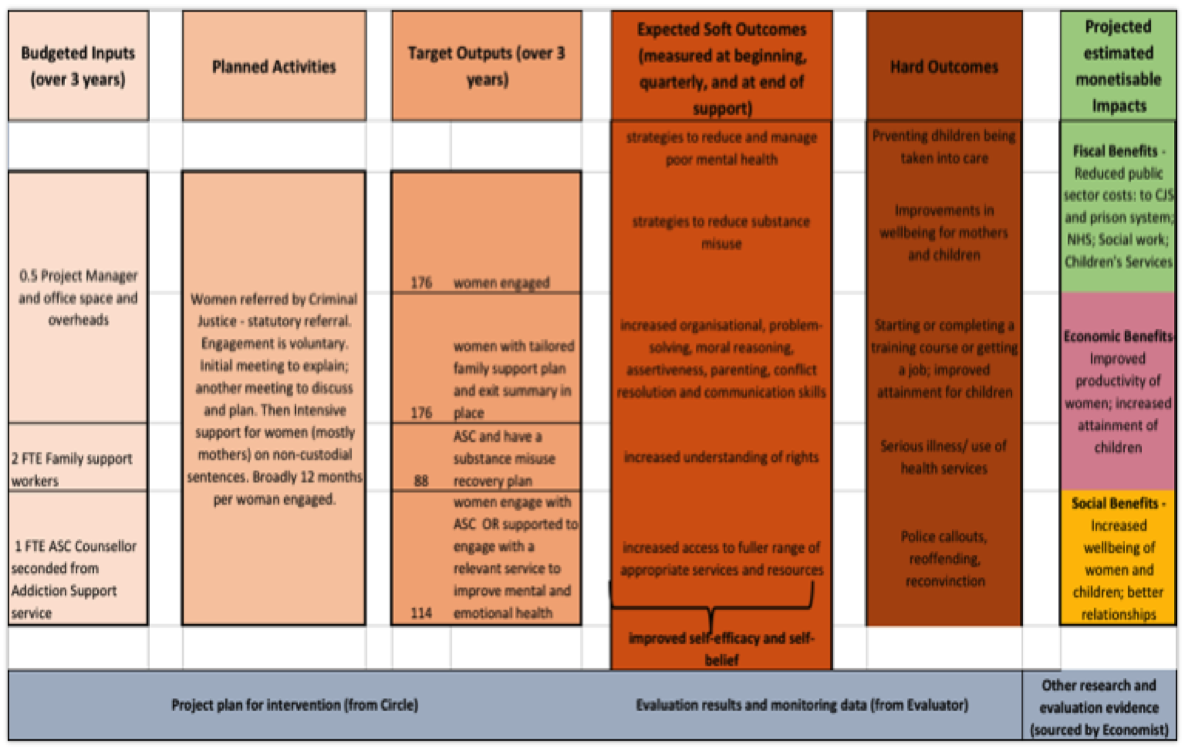 Budgeted Inputs
(over 3 years)
Planned Activities
Target Outputs (over 3
years)
Expected Soft Outcomes
(measured at beginning,
quarterly, and at end of
support)
Hard Outcomes
Projected
estimated
monetisable
Impacts
0.5 Project Manager
and office space and
overheads
2 FTE Family support
workers
1 FTE ASC Counsellor
seconded from
Addiction Support
service
Women referred by Criminal
Justice - statutory referral.
Engagement is voluntary.
Initial meeting to explain;
another meeting to discuss
and plan. Then Intensive
support for women (mostly
mothers) on non-custodial
sentences. Broadly 12 months
per woman engaged.
176 women engaged
women with tailored
family support plan
and exit summary in
176 place
ASC and have a
substance misuse
88 recovery plan
women engage with
ASC OR supported to
engage with a
relevant service to
improve mental and
114 emotional health
strategies to reduce and manage
poor mental health
strategies to reduce substance
misuse
increased organisational, problem-
solving, moral reasoning,
assertiveness, parenting, conflict
resolution and communication skills
increased understanding of rights
increased access to fuller range of
appropriate services and resources
improved self-efficacy and self-
belief
Prventing dhildren being
taken into care
Improvements in
wellbeing for mothers
and children
Starting or completing a
training course or getting
a job; improved
attainment for children
Serious illness/ use of
health services
Police callouts,
reoffending,
reconvinction
Fiscal Benefits -
Reduced public
sector costs: to CJS
and prison system;
NHS; Social work;
Children's Services
Economic Benefits-
Improved
productivity of
women; increased
attainment of
children
Social Benefits -
Increased
wellbeing of
women and
children; better
relationships
Project plan for intervention (from Circle)
Evaluation results and monitoring data (from Evaluator)
Other research and
evaluation evidence
(sourced by Economist)